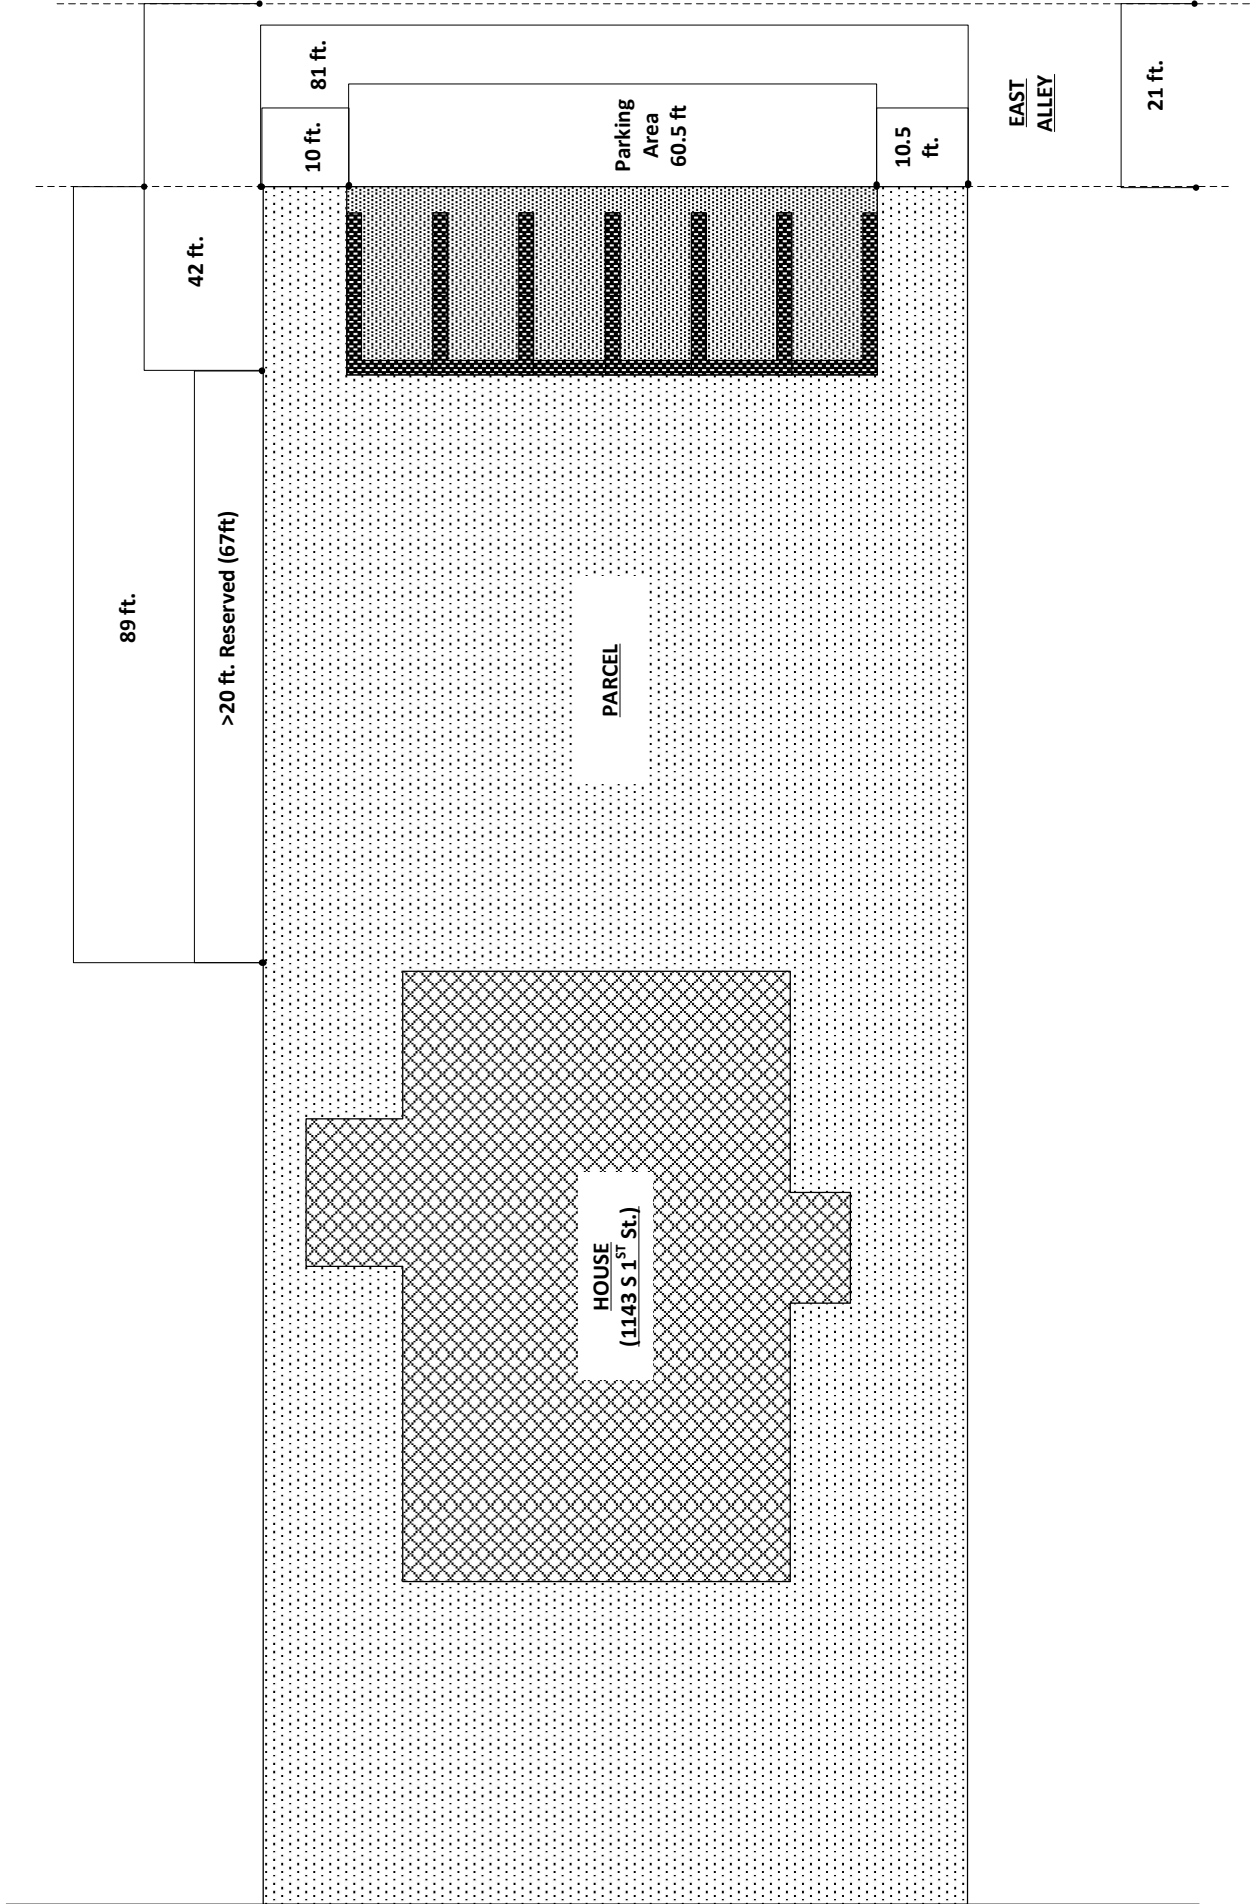 81 ft.
10 ft.
Parking
Area
60.5 ft
10.5
ft.
EAST
ALLEY
21 ft.
42 ft.
89 ft.
>20 ft. Reserved (67ft)
PARCEL
HOUSE
(1143 S 1ST St.)